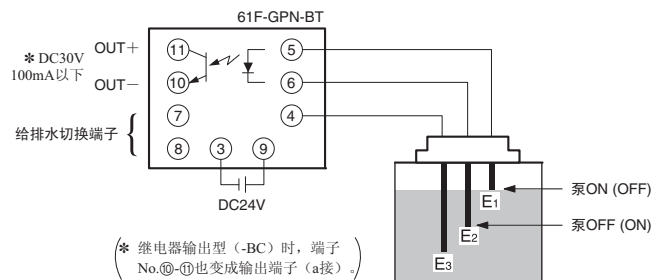 61F-GPN-BT
＊DC30V
100mA以下
OUT＋
OUT－
⑪
⑩
⑤
⑥
⑦
④
给排水切换端子
⑧
③
⑨
DC24V
E1
E2
E3
泵ON (OFF)
泵OFF (ON)
＊ 继电器输出型（-BC）时，端子
No.⑩-⑪也变成输出端子（a接）。